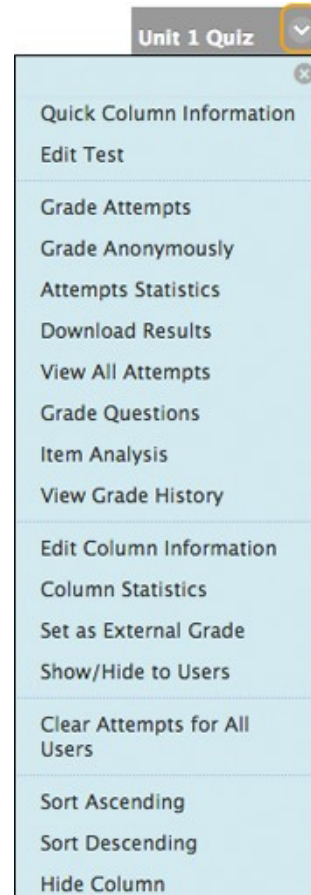 Unit 1 Quiz
Quick Column Information
Edit Test
Grade Attempts
Grade Anonymously
Attempts Statistics
Download Results
View All Attempts
Grade Questions
Item Analysis
View Grade History
Edit Column Information
Column Statistics
Set as External Grade
Show/Hide to Users
Clear Attempts for All
Users
Sort Ascending
Sort Descending
Hide Column